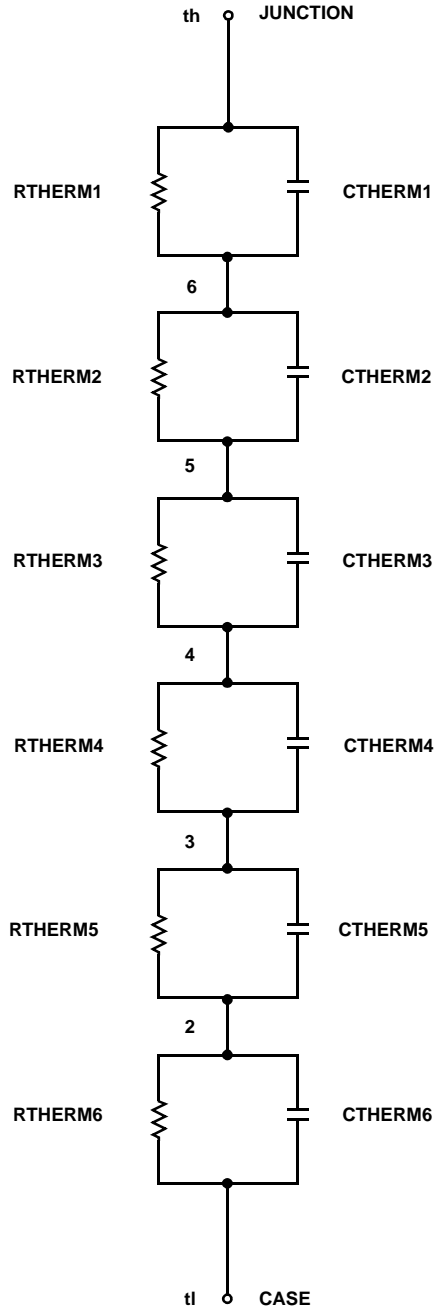 th JUNCTION
RTHERM1 CTHERM1
6
RTHERM2 CTHERM2
5
RTHERM3 CTHERM3
4
RTHERM4 CTHERM4
3
RTHERM5 CTHERM5
2
RTHERM6 CTHERM6
tl CASE